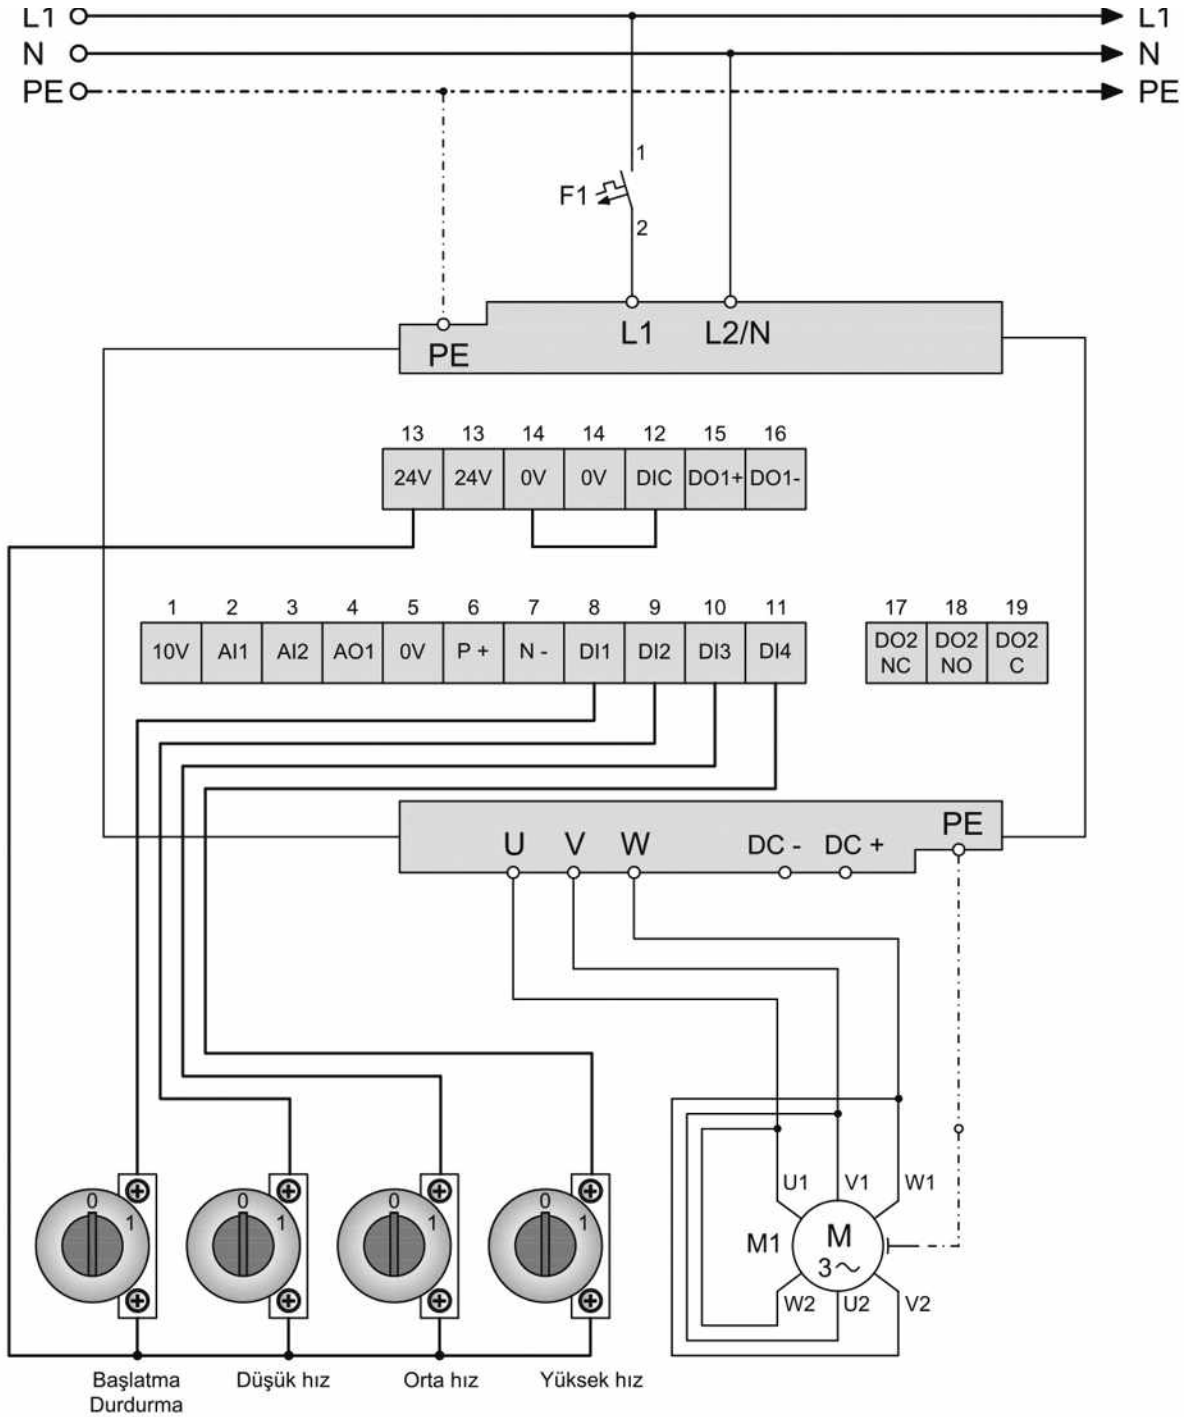 L1 L1
N N
PE PE
1
F1
2
L1 L2/N
PE
13 13 14 14 12 15 16
24V 24V 0V 0V DIC DO1+ DO1-
1 2 3 4 5 6 7 8 9 10 11 17 18 19
10V AI1 AI2 AO1 0V P + N - DI1 DI2 DI3 DI4 DO2 NC DO2 NO DO2 C
PE
U V W DC - DC +
U1 V1 W1
0 1 0 1 0 1 0 1
M1 M 3~
W2 U2 V2
Başlatma Durdurma
Düşük hız
Orta hız
Yüksek hız